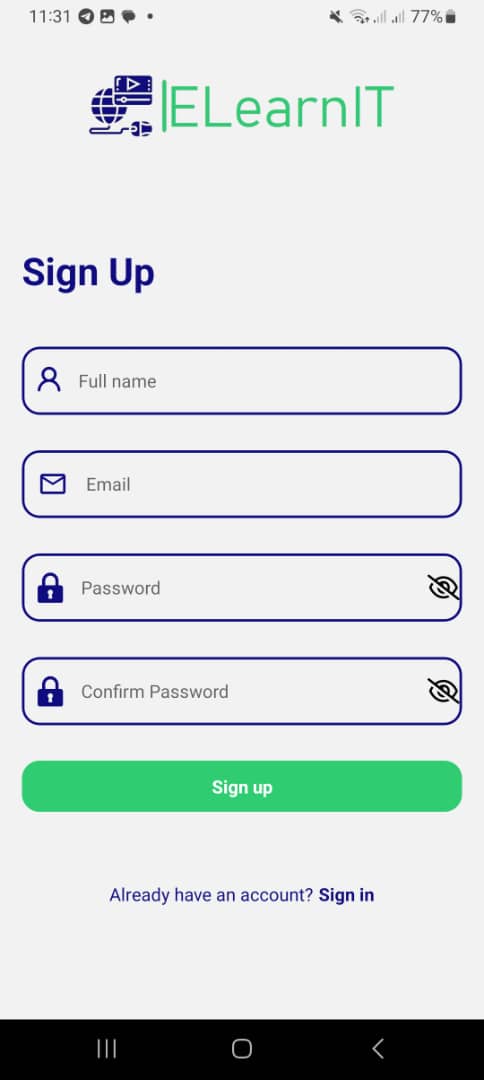 11:31 77%
ELearnIT
Sign Up
Full name
Email
Password
Confirm Password
Sign up
Already have an account? Sign in